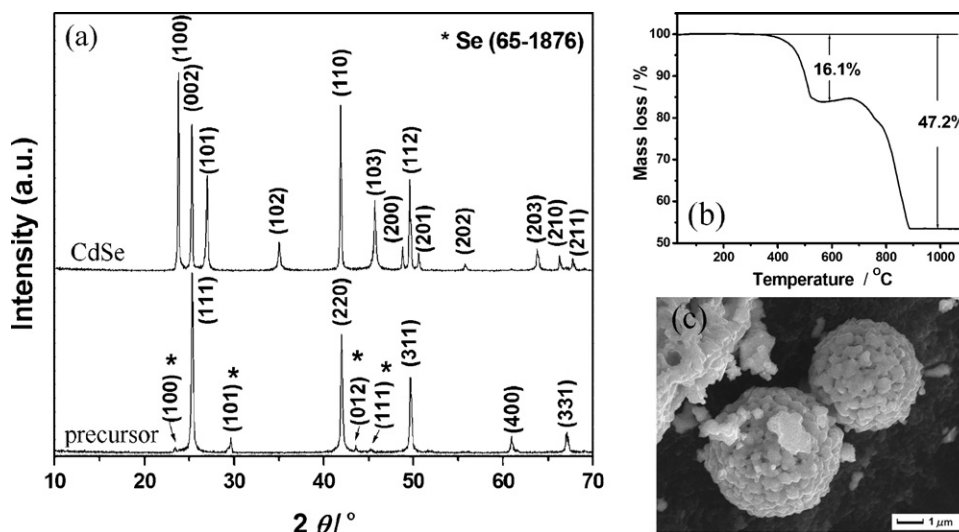 (a)
* Se (65-1876)
(100)
(002)
(101)
(102)
(110)
(103)
(200)
(112)
(201)
(202)
(203)
(210)
(211)
CdSe
Intensity (a.u.)
(100) *
(111)
(101) *
(220)
(012) *
(111) *
(311)
(400)
(331)
precursor
10 20 30 40 50 60 70
2 θ/ °
100
90
80
70
60
50
Mass loss / %
16.1%
47.2%
(b)
0 200 400 600 800 1000
Temperature / °C
(c)
1 μm